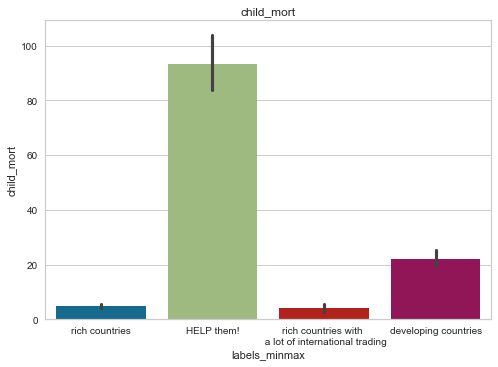 child_mort
100
80
60
40
20
0
child_mort
rich countries
HELP them!
rich countries with
a lot of international trading
developing countries
labels_minmax